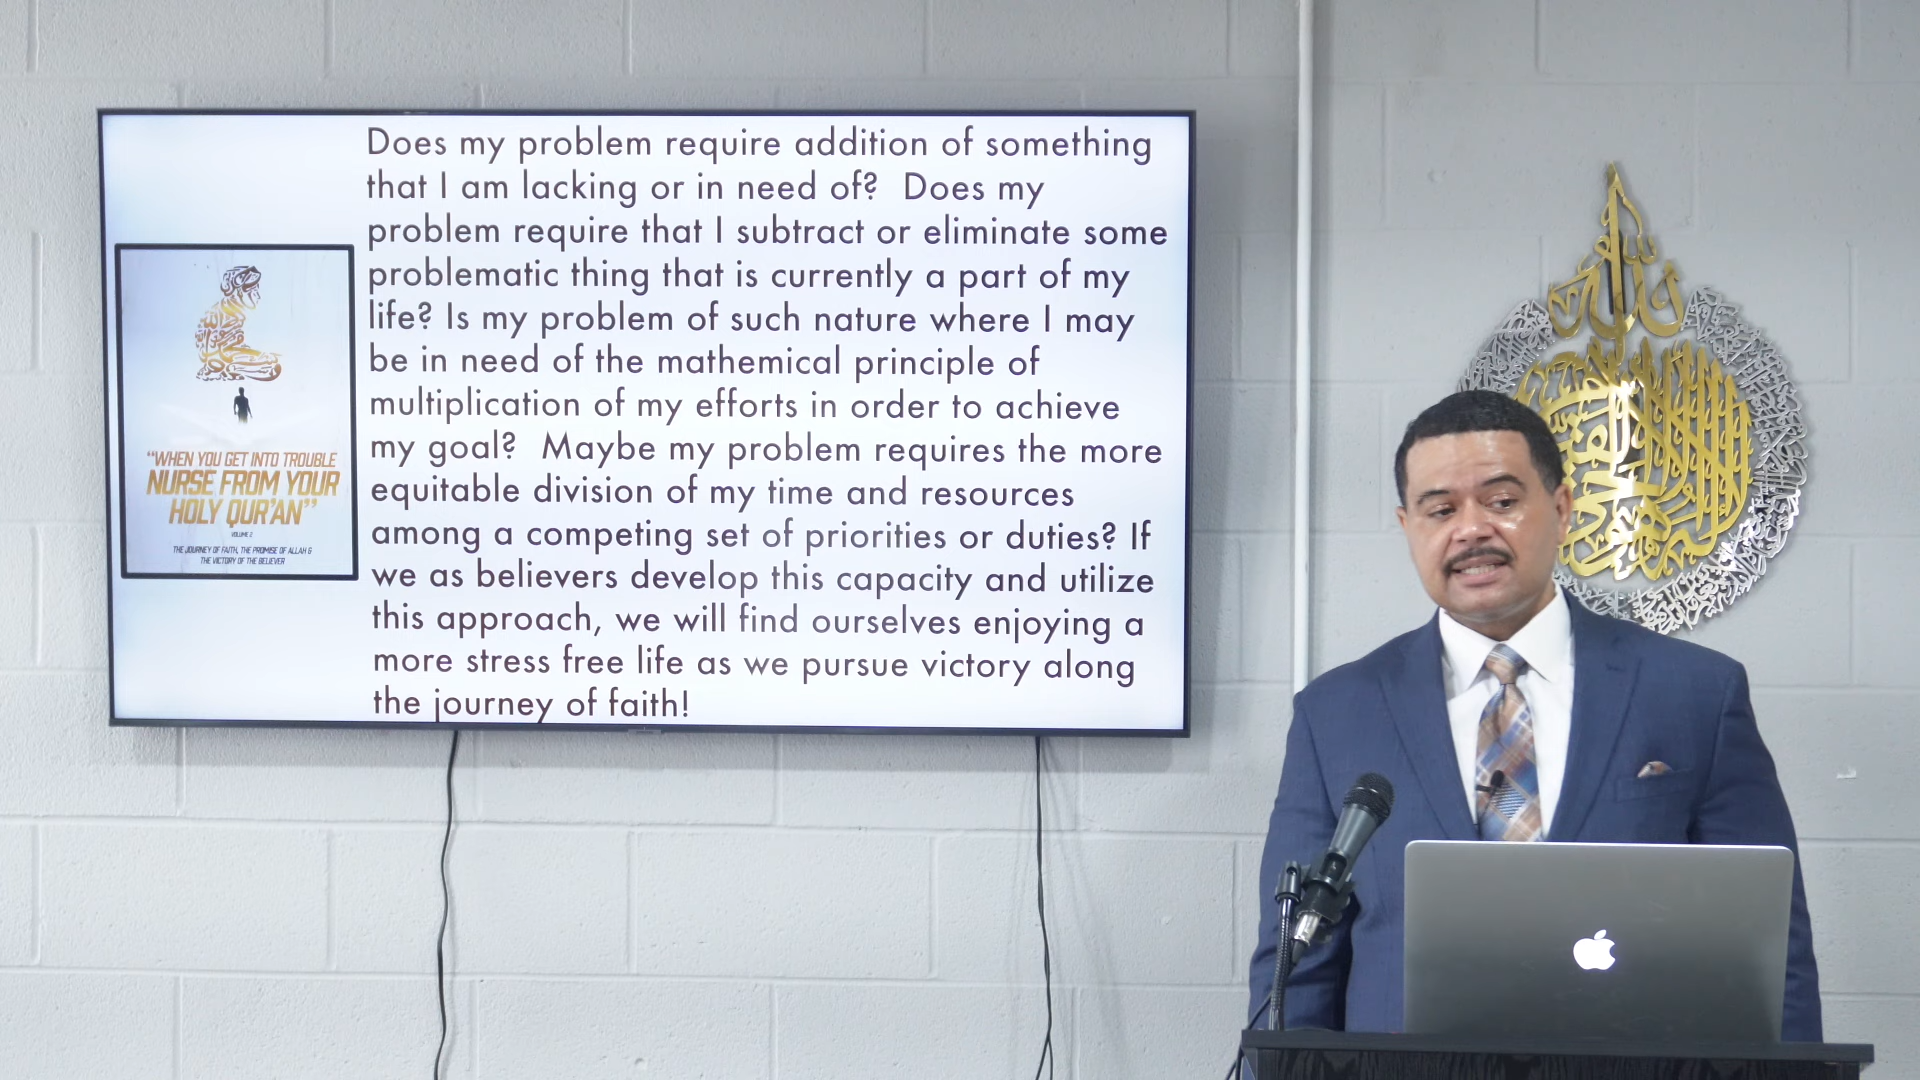 Does my problem require addition of something
that I am lacking or in need of?  Does my
problem require that I subtract or eliminate some
problematic thing that is currently a part of my
life? Is my problem of such nature where I may
be in need of the mathemical principle of
multiplication of my efforts in order to achieve
my goal?  Maybe my problem requires the more
equitable division of my time and resources
among a competing set of priorities or duties? If
we as believers develop this capacity and utilize
this approach, we will find ourselves enjoying a
more stress free life as we pursue victory along
the journey of faith!
"WHEN YOU GET INTO TROUBLE
NURSE FROM YOUR
HOLY QUR'AN"
VOLUME 2
THE JOURNEY OF FAITH, THE PROMISE OF ALLAH &
THE VICTORY OF THE BELIEVER